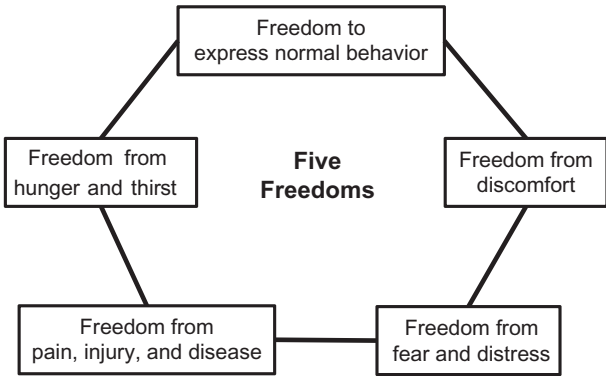 Freedom to
express normal behavior
Freedom from
hunger and thirst
Five
Freedoms
Freedom from
discomfort
Freedom from
pain, injury, and disease
Freedom from
fear and distress